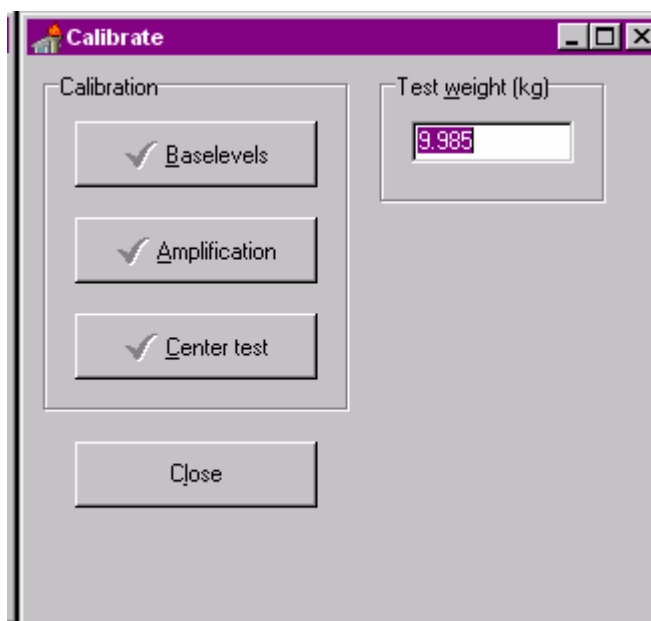 Calibrate
Calibration
Baselevels
Amplification
Center test
Close
Test weight (kg)
9.985